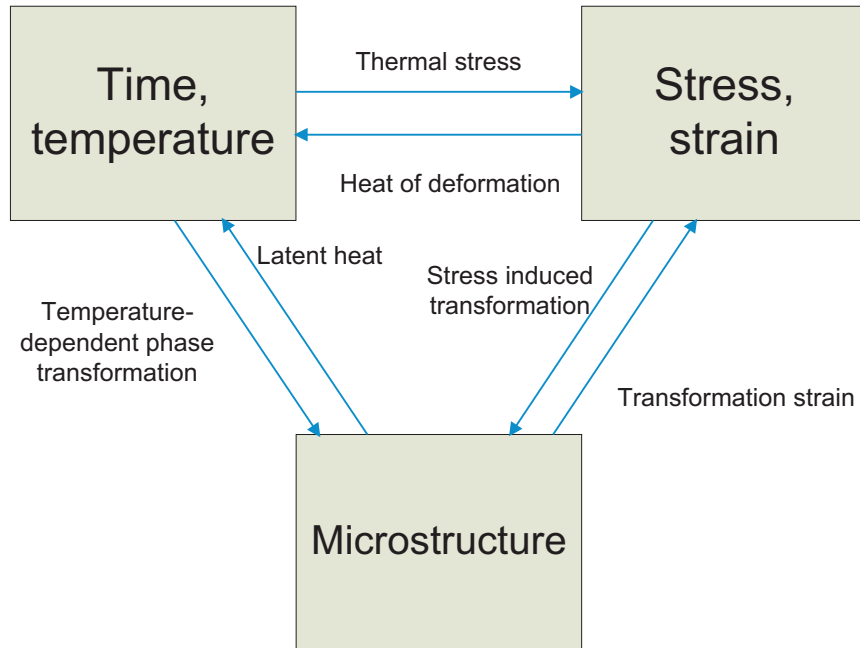 Time,
temperature
Thermal stress
Stress,
strain
Heat of deformation
Latent heat
Stress induced
transformation
Temperature-
dependent phase
transformation
Transformation strain
Microstructure